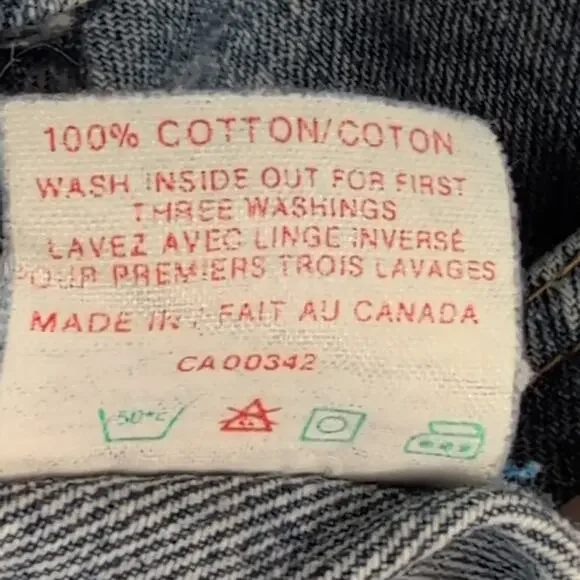 100% COTTON/COTON
WASH INSIDE OUT FOR FIRST
THREE WASHINGS
LAVEZ AVEC LINGE INVERSÉ
POUR PREMIERS TROIS LAVAGES
MADE IN / FAIT AU CANADA
CA 00342
50°C